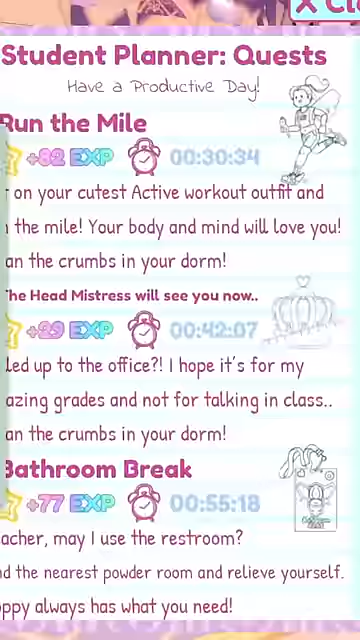 X Clo
Student Planner: Quests
Have a Productive Day!
Run the Mile
+82 EXP 00:30:34
t on your cutest Active workout outfit and
n the mile! Your body and mind will love you!
an the crumbs in your dorm!
The Head Mistress will see you now..
+29 EXP 00:42:07
led up to the office?! I hope it's for my
azing grades and not for talking in class..
an the crumbs in your dorm!
Bathroom Break
+77 EXP 00:55:18
acher, may I use the restroom?
nd the nearest powder room and relieve yourself.
oppy always has what you need!